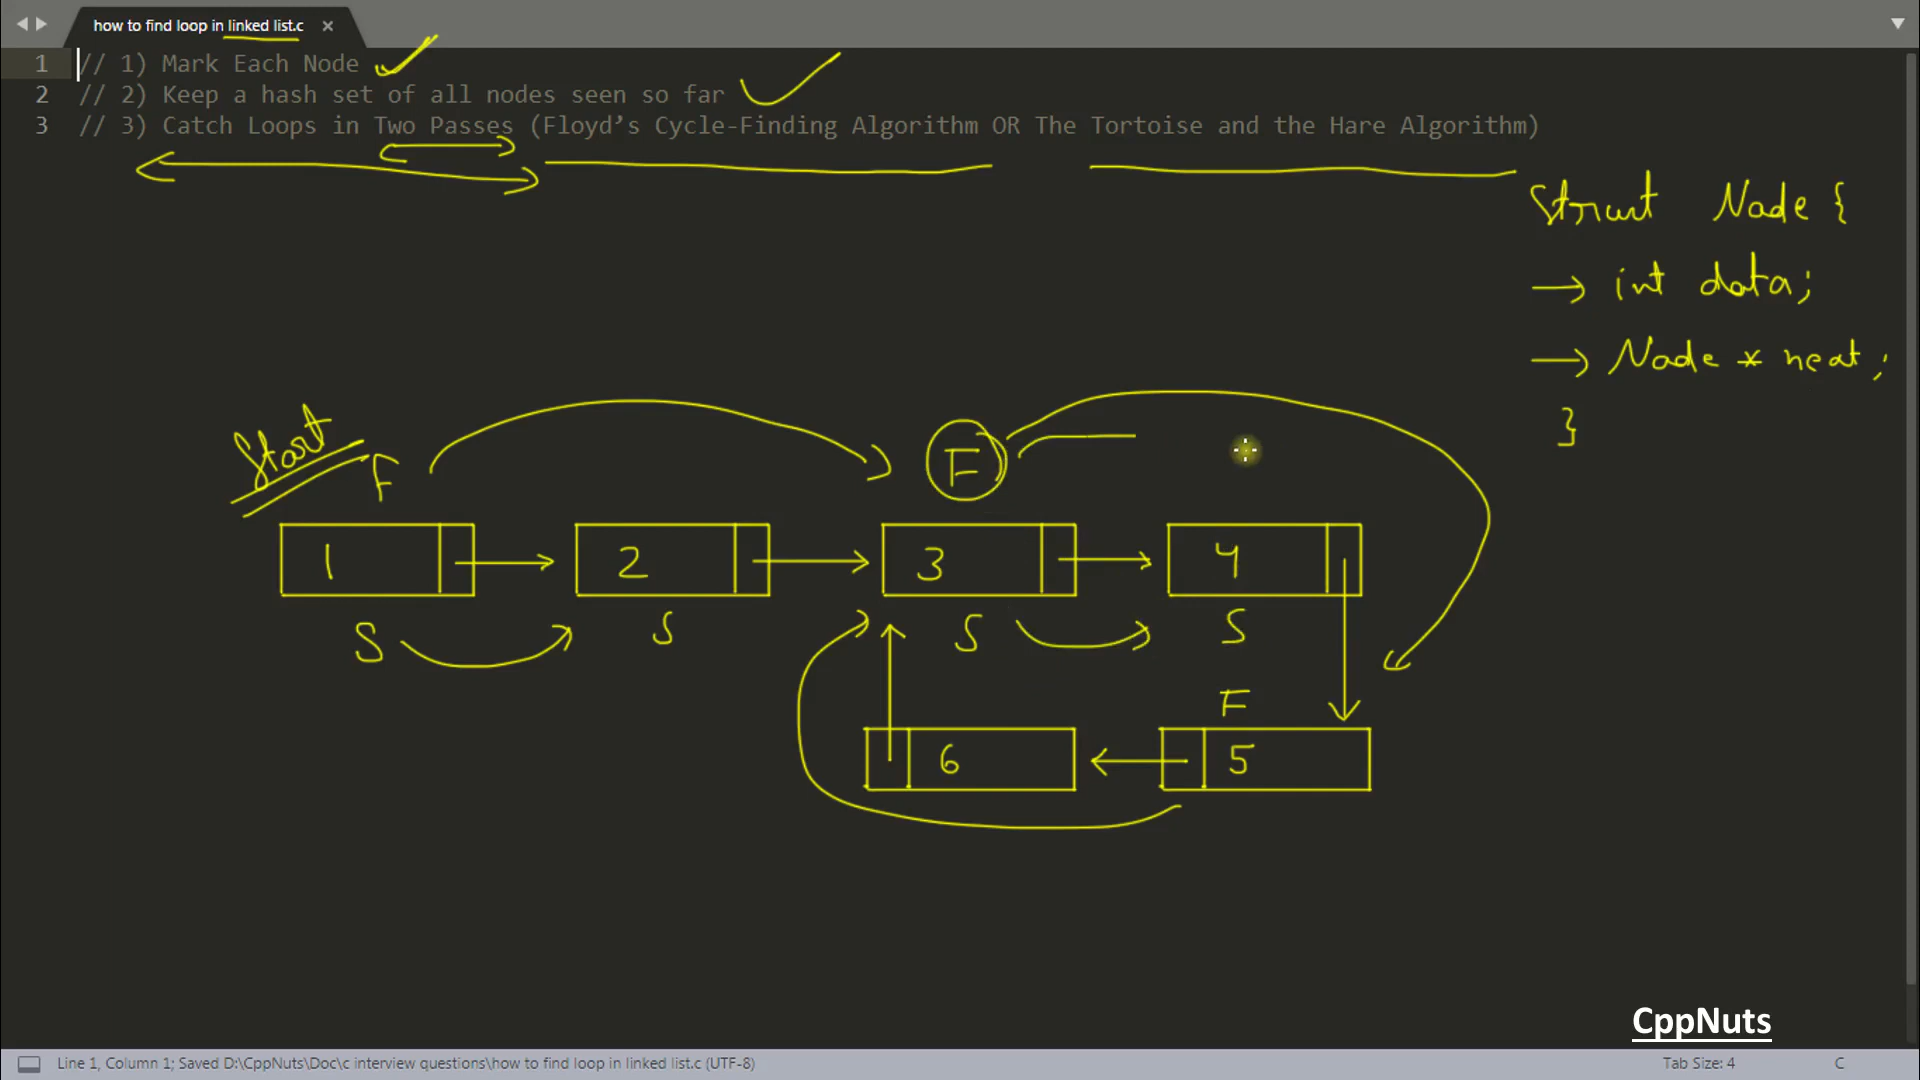 how to find loop in linked list.c ×
1 // 1) Mark Each Node
2 // 2) Keep a hash set of all nodes seen so far
3 // 3) Catch Loops in Two Passes (Floyd’s Cycle-Finding Algorithm OR The Tortoise and the Hare Algorithm)
Struct Node {
int data;
Node * next;
}
Start
F F
1 2 3 4
S S S S
F
6 5
CppNuts
Line 1, Column 1; Saved D:\CppNuts\Doc\c interview questions\how to find loop in linked list.c (UTF-8) Tab Size: 4 C